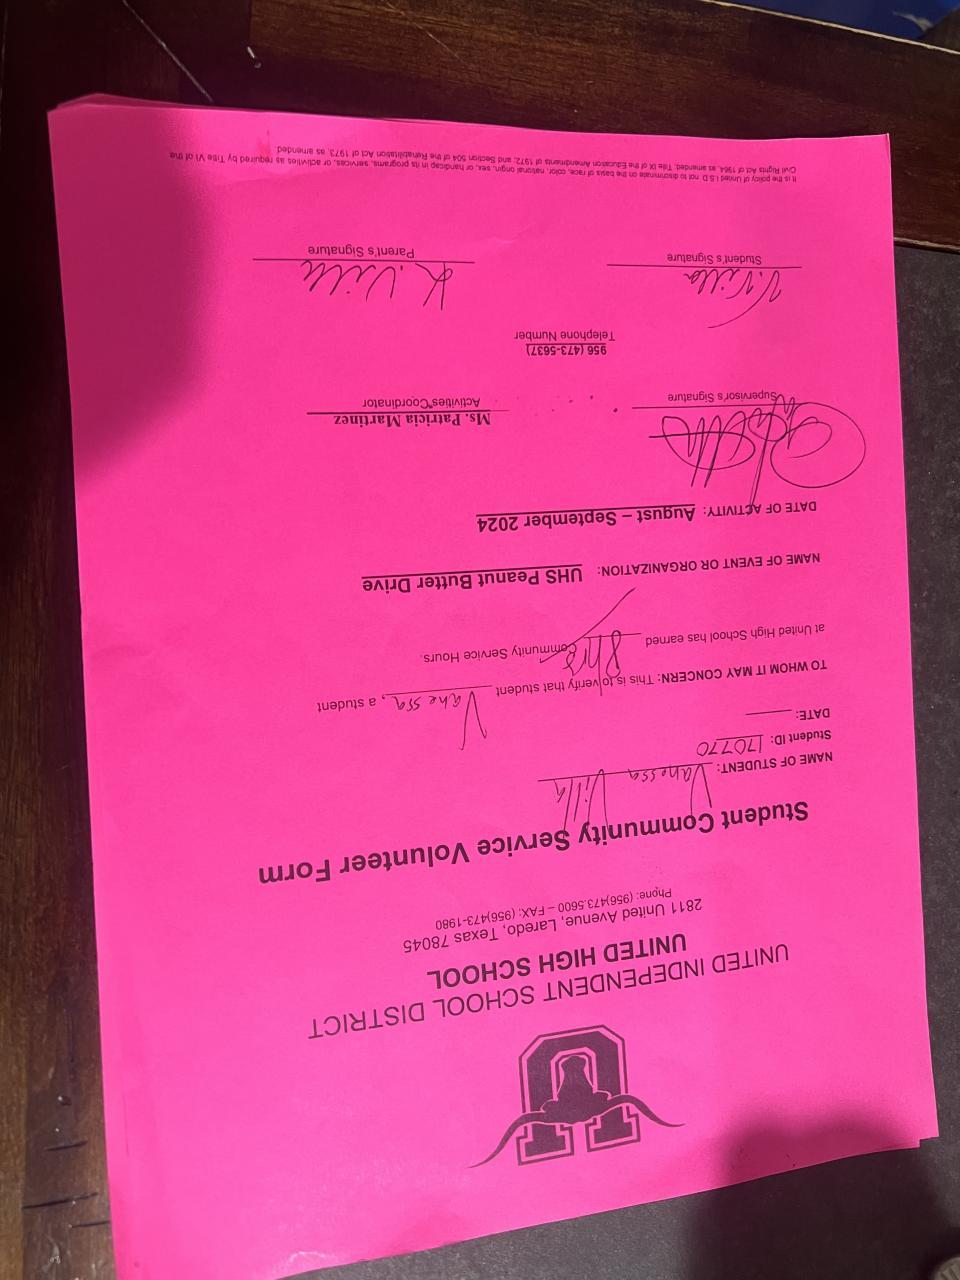 UNITED INDEPENDENT SCHOOL DISTRICT
UNITED HIGH SCHOOL
2811 United Avenue, Laredo, Texas 78045
Phone: (956)473.5600 – FAX: (956)473-1980
Student Community Service Volunteer Form
NAME OF STUDENT: Vanessa Villa
Student ID: 170770
DATE:
TO WHOM IT MAY CONCERN: This is to verify that student Vanessa, a student
at United High School has earned 8hrs Community Service Hours.
NAME OF EVENT OR ORGANIZATION: UHS Peanut Butter Drive
DATE OF ACTIVITY: August – September 2024
Ms. Patricia Martinez
Supervisor's Signature Activities Coordinator
956 (473-5637)
Telephone Number
V. Villa K. Villa
Student's Signature Parent's Signature
It is the policy of United I.S.D. not to discriminate on the basis of race, color, national origin, sex, or handicap in its programs, services, or activities as required by Title VI of the
Civil Rights Act of 1964, as amended; Title IX of the Education Amendments of 1972; and Section 504 of the Rehabilitation Act of 1973, as amended